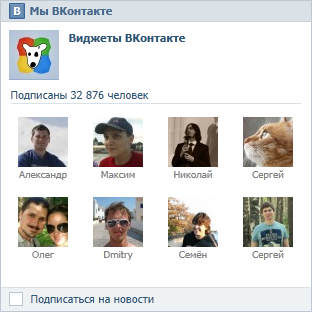 В Мы ВКонтакте
Виджеты ВКонтакте
Подписаны 32 876 человек
Александр Максим Николай Сергей
Олег Dmitry Семён Сергей
Подписаться на новости